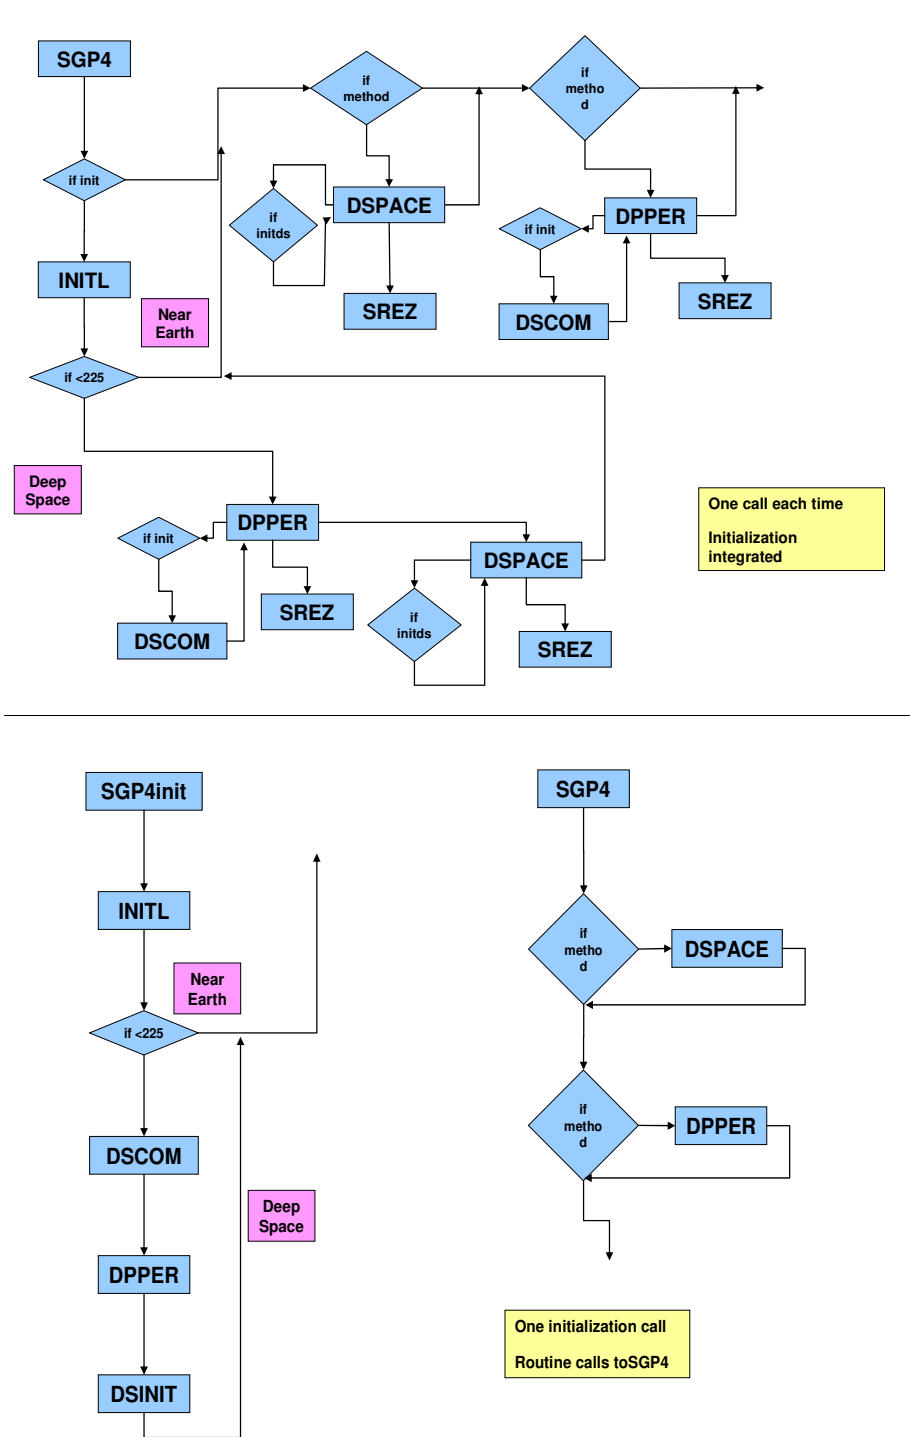 SGP4
if
method
if
metho
d
if init
DSPACE
if
initds
DPPER
if init
INITL
SREZ
SREZ
DSCOM
Near
Earth
if <225
Deep
Space
One call each time
Initialization
integrated
DPPER
if init
DSPACE
SREZ
if
initds
DSCOM
SREZ
SGP4init
SGP4
INITL
if
metho
d
DSPACE
Near
Earth
if <225
if
metho
d
DPPER
DSCOM
Deep
Space
DPPER
One initialization call
Routine calls toSGP4
DSINIT